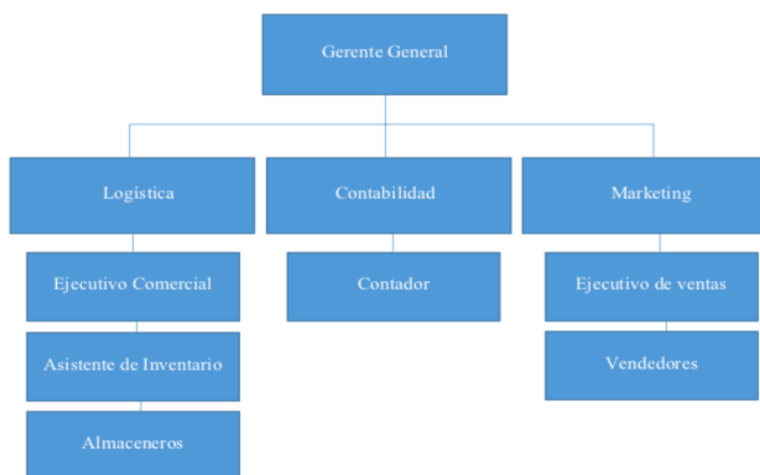 Gerente General
Logística
Contabilidad
Marketing
Ejecutivo Comercial
Contador
Ejecutivo de ventas
Asistente de Inventario
Vendedores
Almaceneros